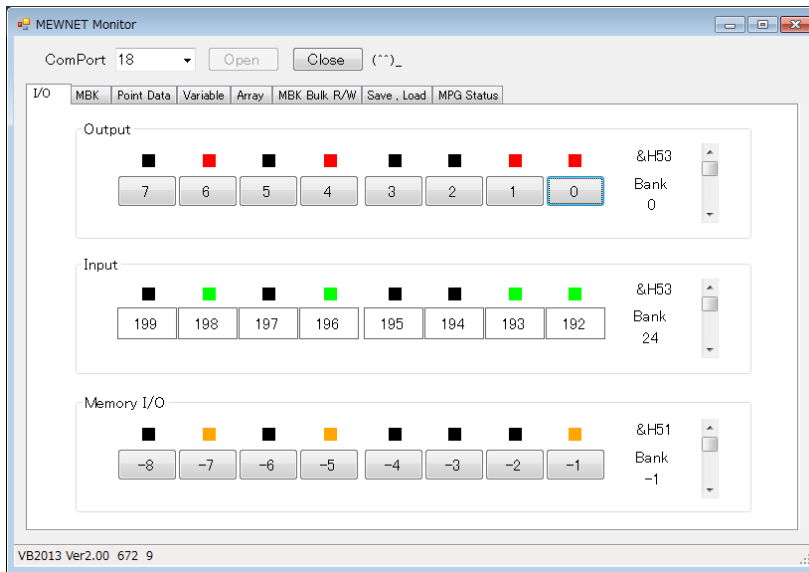 MEWNET Monitor
ComPort 18 Open Close (^^)_
I/O MBK Point Data Variable Array MBK Bulk R/W Save , Load MPG Status
Output
&H53
7 6 5 4 3 2 1 0
Bank
0
Input
&H53
199 198 197 196 195 194 193 192
Bank
24
Memory I/O
&H51
-8 -7 -6 -5 -4 -3 -2 -1
Bank
-1
VB2013 Ver2.00 672 9